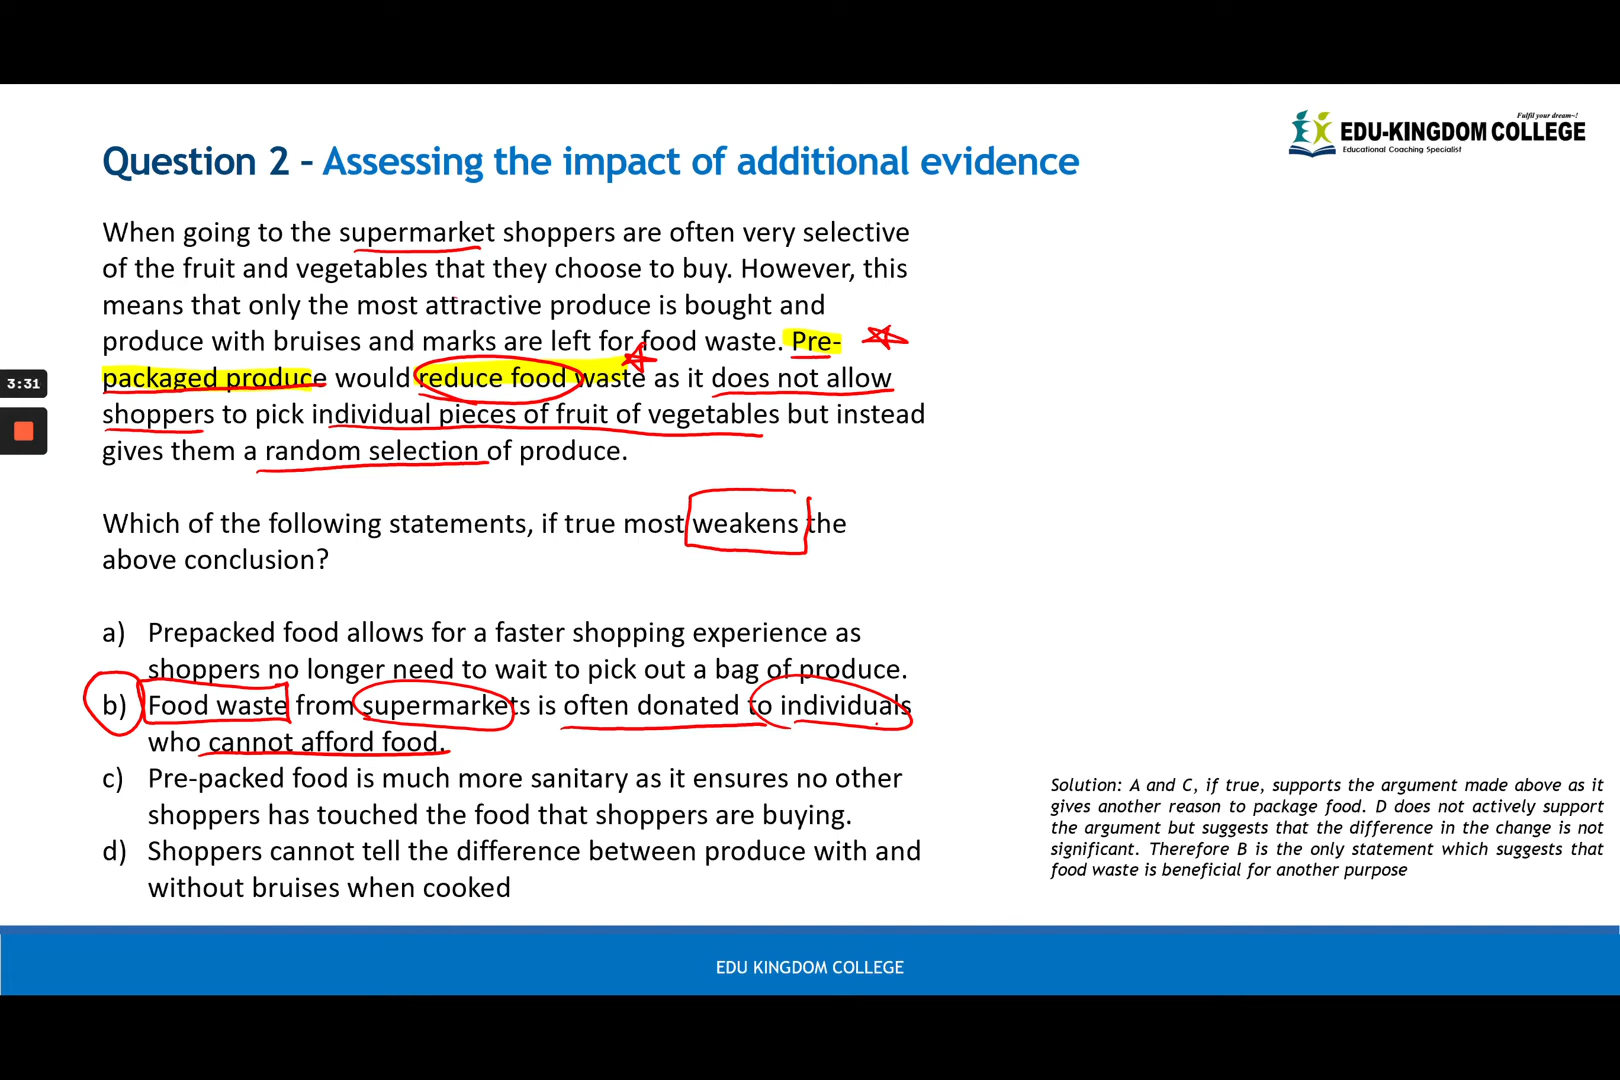 Fulfil your dream~!
EDU-KINGDOM COLLEGE
Educational Coaching Specialist
Question 2 – Assessing the impact of additional evidence
When going to the supermarket shoppers are often very selective
of the fruit and vegetables that they choose to buy. However, this
means that only the most attractive produce is bought and
produce with bruises and marks are left for food waste. Pre-
packaged produce would reduce food waste as it does not allow
shoppers to pick individual pieces of fruit of vegetables but instead
gives them a random selection of produce.
3:31
Which of the following statements, if true most weakens the
above conclusion?
a) Prepacked food allows for a faster shopping experience as
shoppers no longer need to wait to pick out a bag of produce.
b) Food waste from supermarkets is often donated to individuals
who cannot afford food.
c) Pre-packed food is much more sanitary as it ensures no other
shoppers has touched the food that shoppers are buying.
d) Shoppers cannot tell the difference between produce with and
without bruises when cooked
Solution: A and C, if true, supports the argument made above as it
gives another reason to package food. D does not actively support
the argument but suggests that the difference in the change is not
significant. Therefore B is the only statement which suggests that
food waste is beneficial for another purpose
EDU KINGDOM COLLEGE